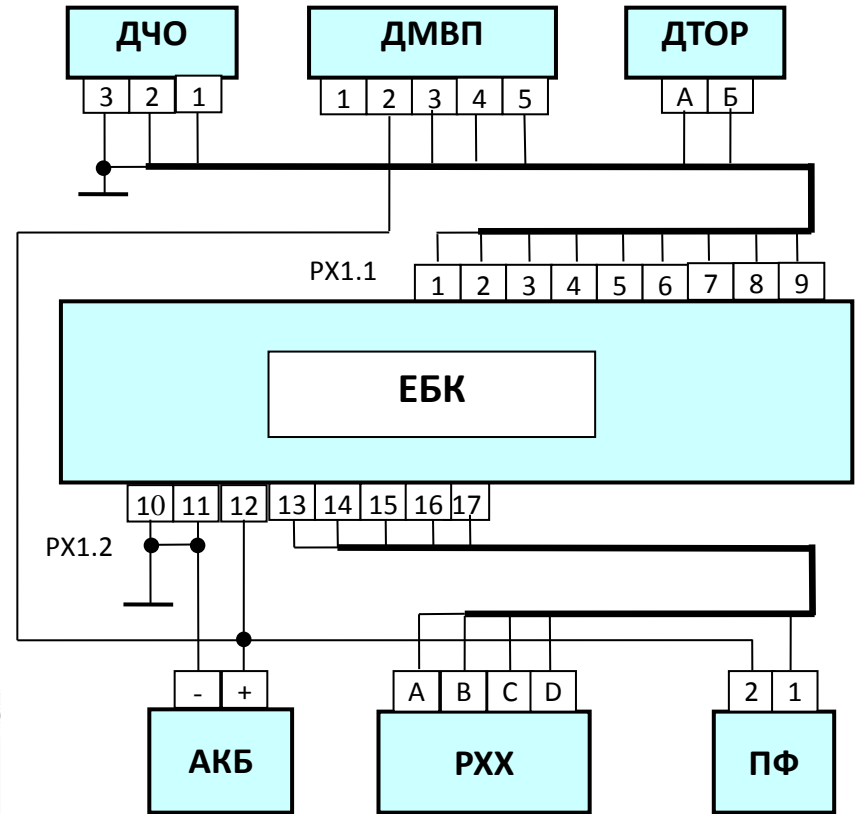 ДЧО ДМВП ДТОР
3 2 1 1 2 3 4 5 А Б
РХ1.1 1 2 3 4 5 6 7 8 9
ЕБК
10 11 12 13 14 15 16 17
РХ1.2
- + A B C D 2 1
АКБ РХХ ПФ